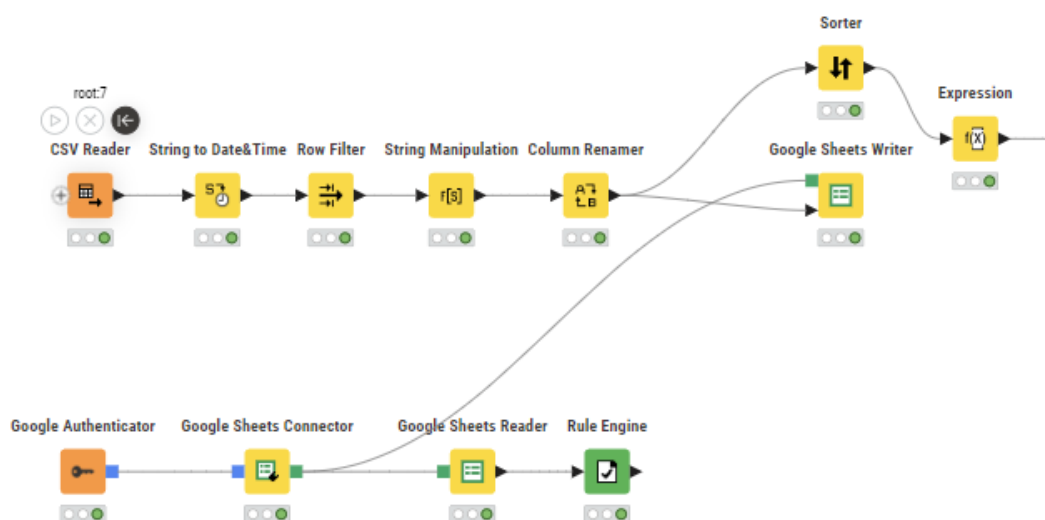 Sorter
root:7
Expression
CSV Reader
String to Date&Time
Row Filter
String Manipulation
Column Renamer
Google Sheets Writer
S
f[S]
A
B
f(X)
Google Authenticator
Google Sheets Connector
Google Sheets Reader
Rule Engine